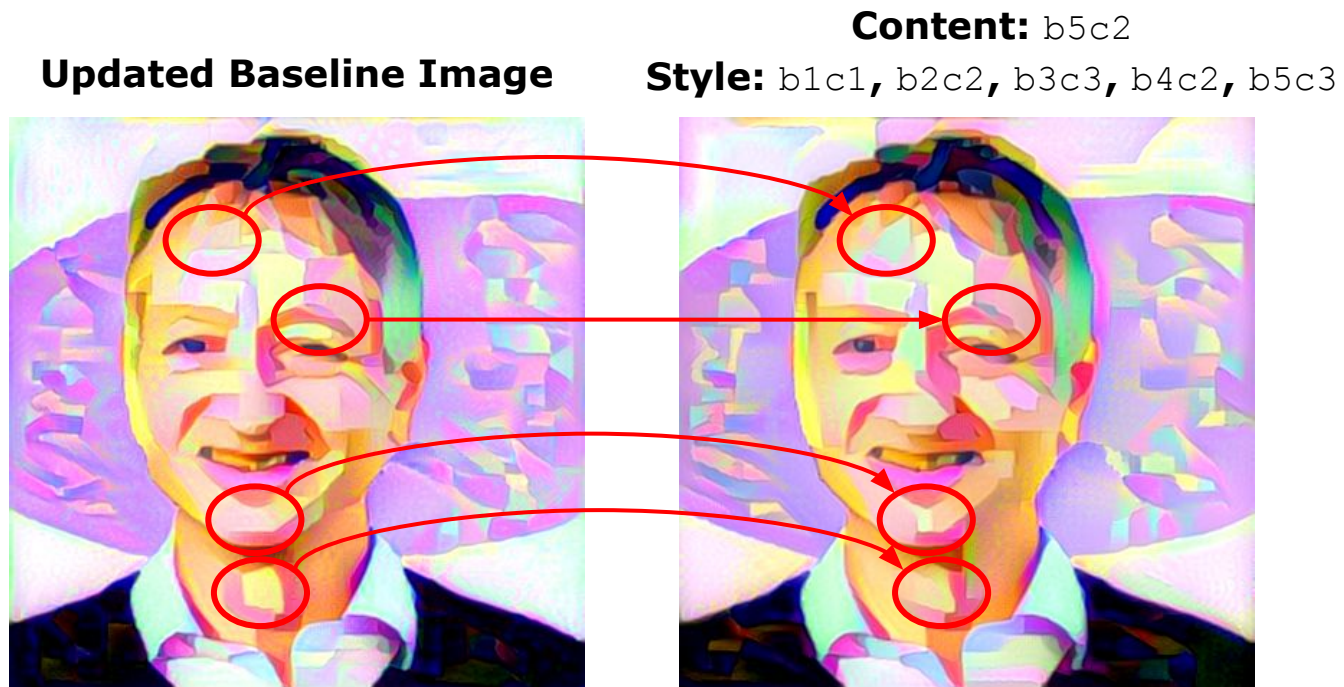 Updated Baseline Image
Content: b5c2
Style: b1c1, b2c2, b3c3, b4c2, b5c3